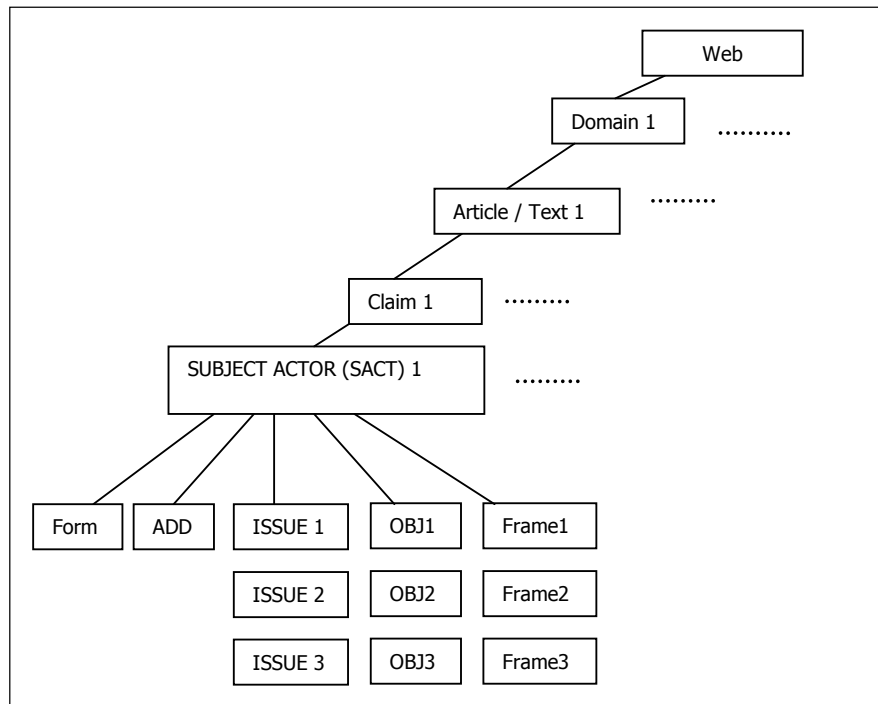 Web
Domain 1
..........
Article / Text 1
.........
Claim 1
.........
SUBJECT ACTOR (SACT) 1
.........
Form ADD ISSUE 1 OBJ1 Frame1
ISSUE 2 OBJ2 Frame2
ISSUE 3 OBJ3 Frame3